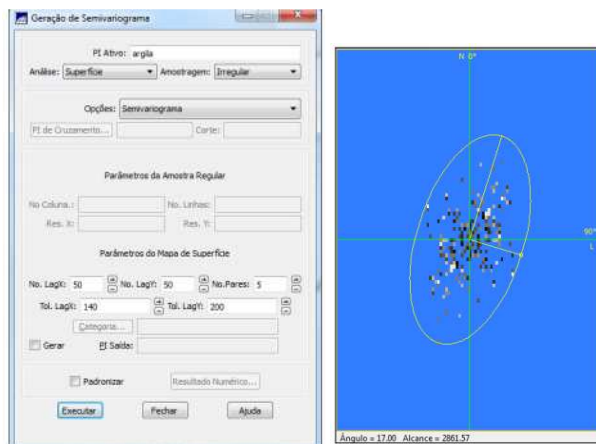 Geração de Semivariograma
PI Ativo: argila
Análise: Superfície Amostragem: Irregular
Opções: Semivariograma
PI de Cruzamento... Corte:
Parâmetros da Amostra Regular
No Coluna.: No. Linhas:
Res. X: Res. Y:
Parâmetros do Mapa de Superfície
No. LagX: 50 No. LagY: 50 No.Pares: 5
Tol. LagX: 140 Tol. LagY: 200
Categoria...
Gerar PI Saída:
Padronizar Resultado Numérico...
Executar Fechar Ajuda
N 0°
90°
L
Ângulo = 17.00 Alcance = 2861.57